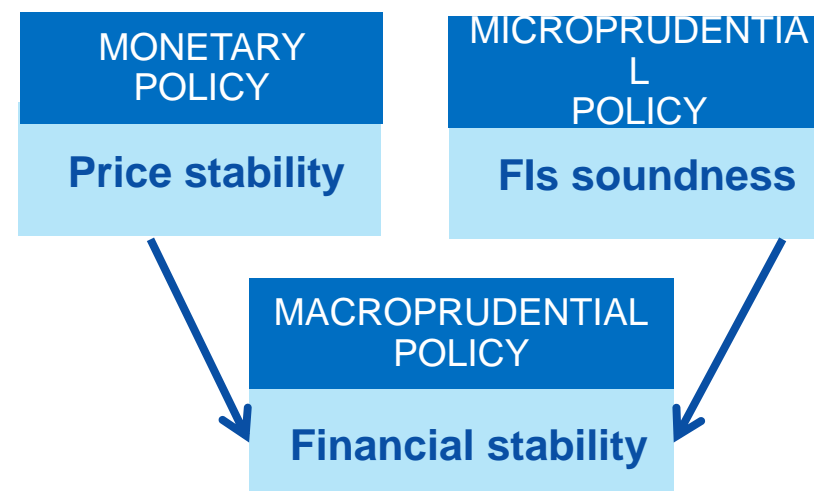 MONETARY
POLICY
Price stability
MICROPRUDENTIA
L
POLICY
FIs soundness
MACROPRUDENTIAL
POLICY
Financial stability